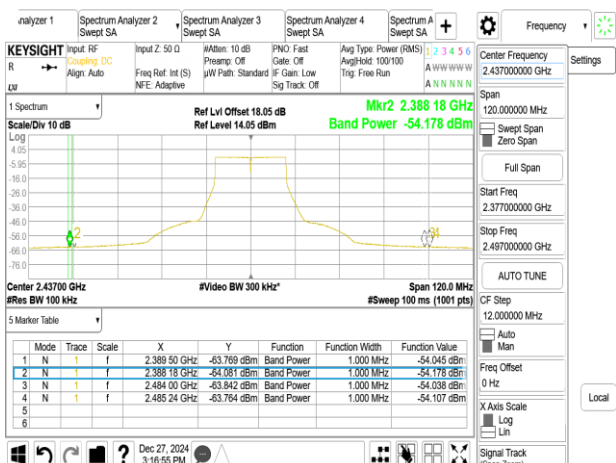 nalyzer 1
Spectrum Analyzer 2
Swept SA
Spectrum Analyzer 3
Swept SA
Spectrum Analyzer 4
Swept SA
Spectrum A
Swept SA
+
Frequency
KEYSIGHT
R
Input: RF
Coupling: DC
Align: Auto
Input Z: 50 Ω
Freq Ref: Int (S)
NFE: Adaptive
#Atten: 10 dB
Preamp: Off
µW Path: Standard
PNO: Fast
Gate: Off
IF Gain: Low
Sig Track: Off
Avg Type: Power (RMS)
Avg|Hold: 100/100
Trig: Free Run
1 2 3 4 5 6
A W W W W W
A N N N N N
1 Spectrum
Scale/Div 10 dB
Ref Lvl Offset 18.05 dB
Ref Level 14.05 dBm
Mkr2 2.388 18 GHz
Band Power -54.178 dBm
Log
4.05
-5.95
-16.0
-26.0
-36.0
-46.0
-56.0
-66.0
-76.0
2
4
Center 2.43700 GHz
#Res BW 100 kHz
#Video BW 300 kHz*
Span 120.0 MHz
#Sweep 100 ms (1001 pts)
5 Marker Table
Mode Trace Scale X Y Function Function Width Function Value
1 N 1 f 2.389 50 GHz -63.769 dBm Band Power 1.000 MHz -54.045 dBm
2 N 1 f 2.388 18 GHz -64.081 dBm Band Power 1.000 MHz -54.178 dBm
3 N 1 f 2.484 00 GHz -63.842 dBm Band Power 1.000 MHz -54.038 dBm
4 N 1 f 2.485 24 GHz -63.764 dBm Band Power 1.000 MHz -54.107 dBm
5
6
?
Dec 27, 2024
3:16:55 PM
Center Frequency
2.437000000 GHz
Settings
Span
120.000000 MHz
Swept Span
Zero Span
Full Span
Start Freq
2.377000000 GHz
Stop Freq
2.497000000 GHz
AUTO TUNE
CF Step
12.000000 MHz
Auto
Man
Freq Offset
0 Hz
Local
X Axis Scale
Log
Lin
Signal Track